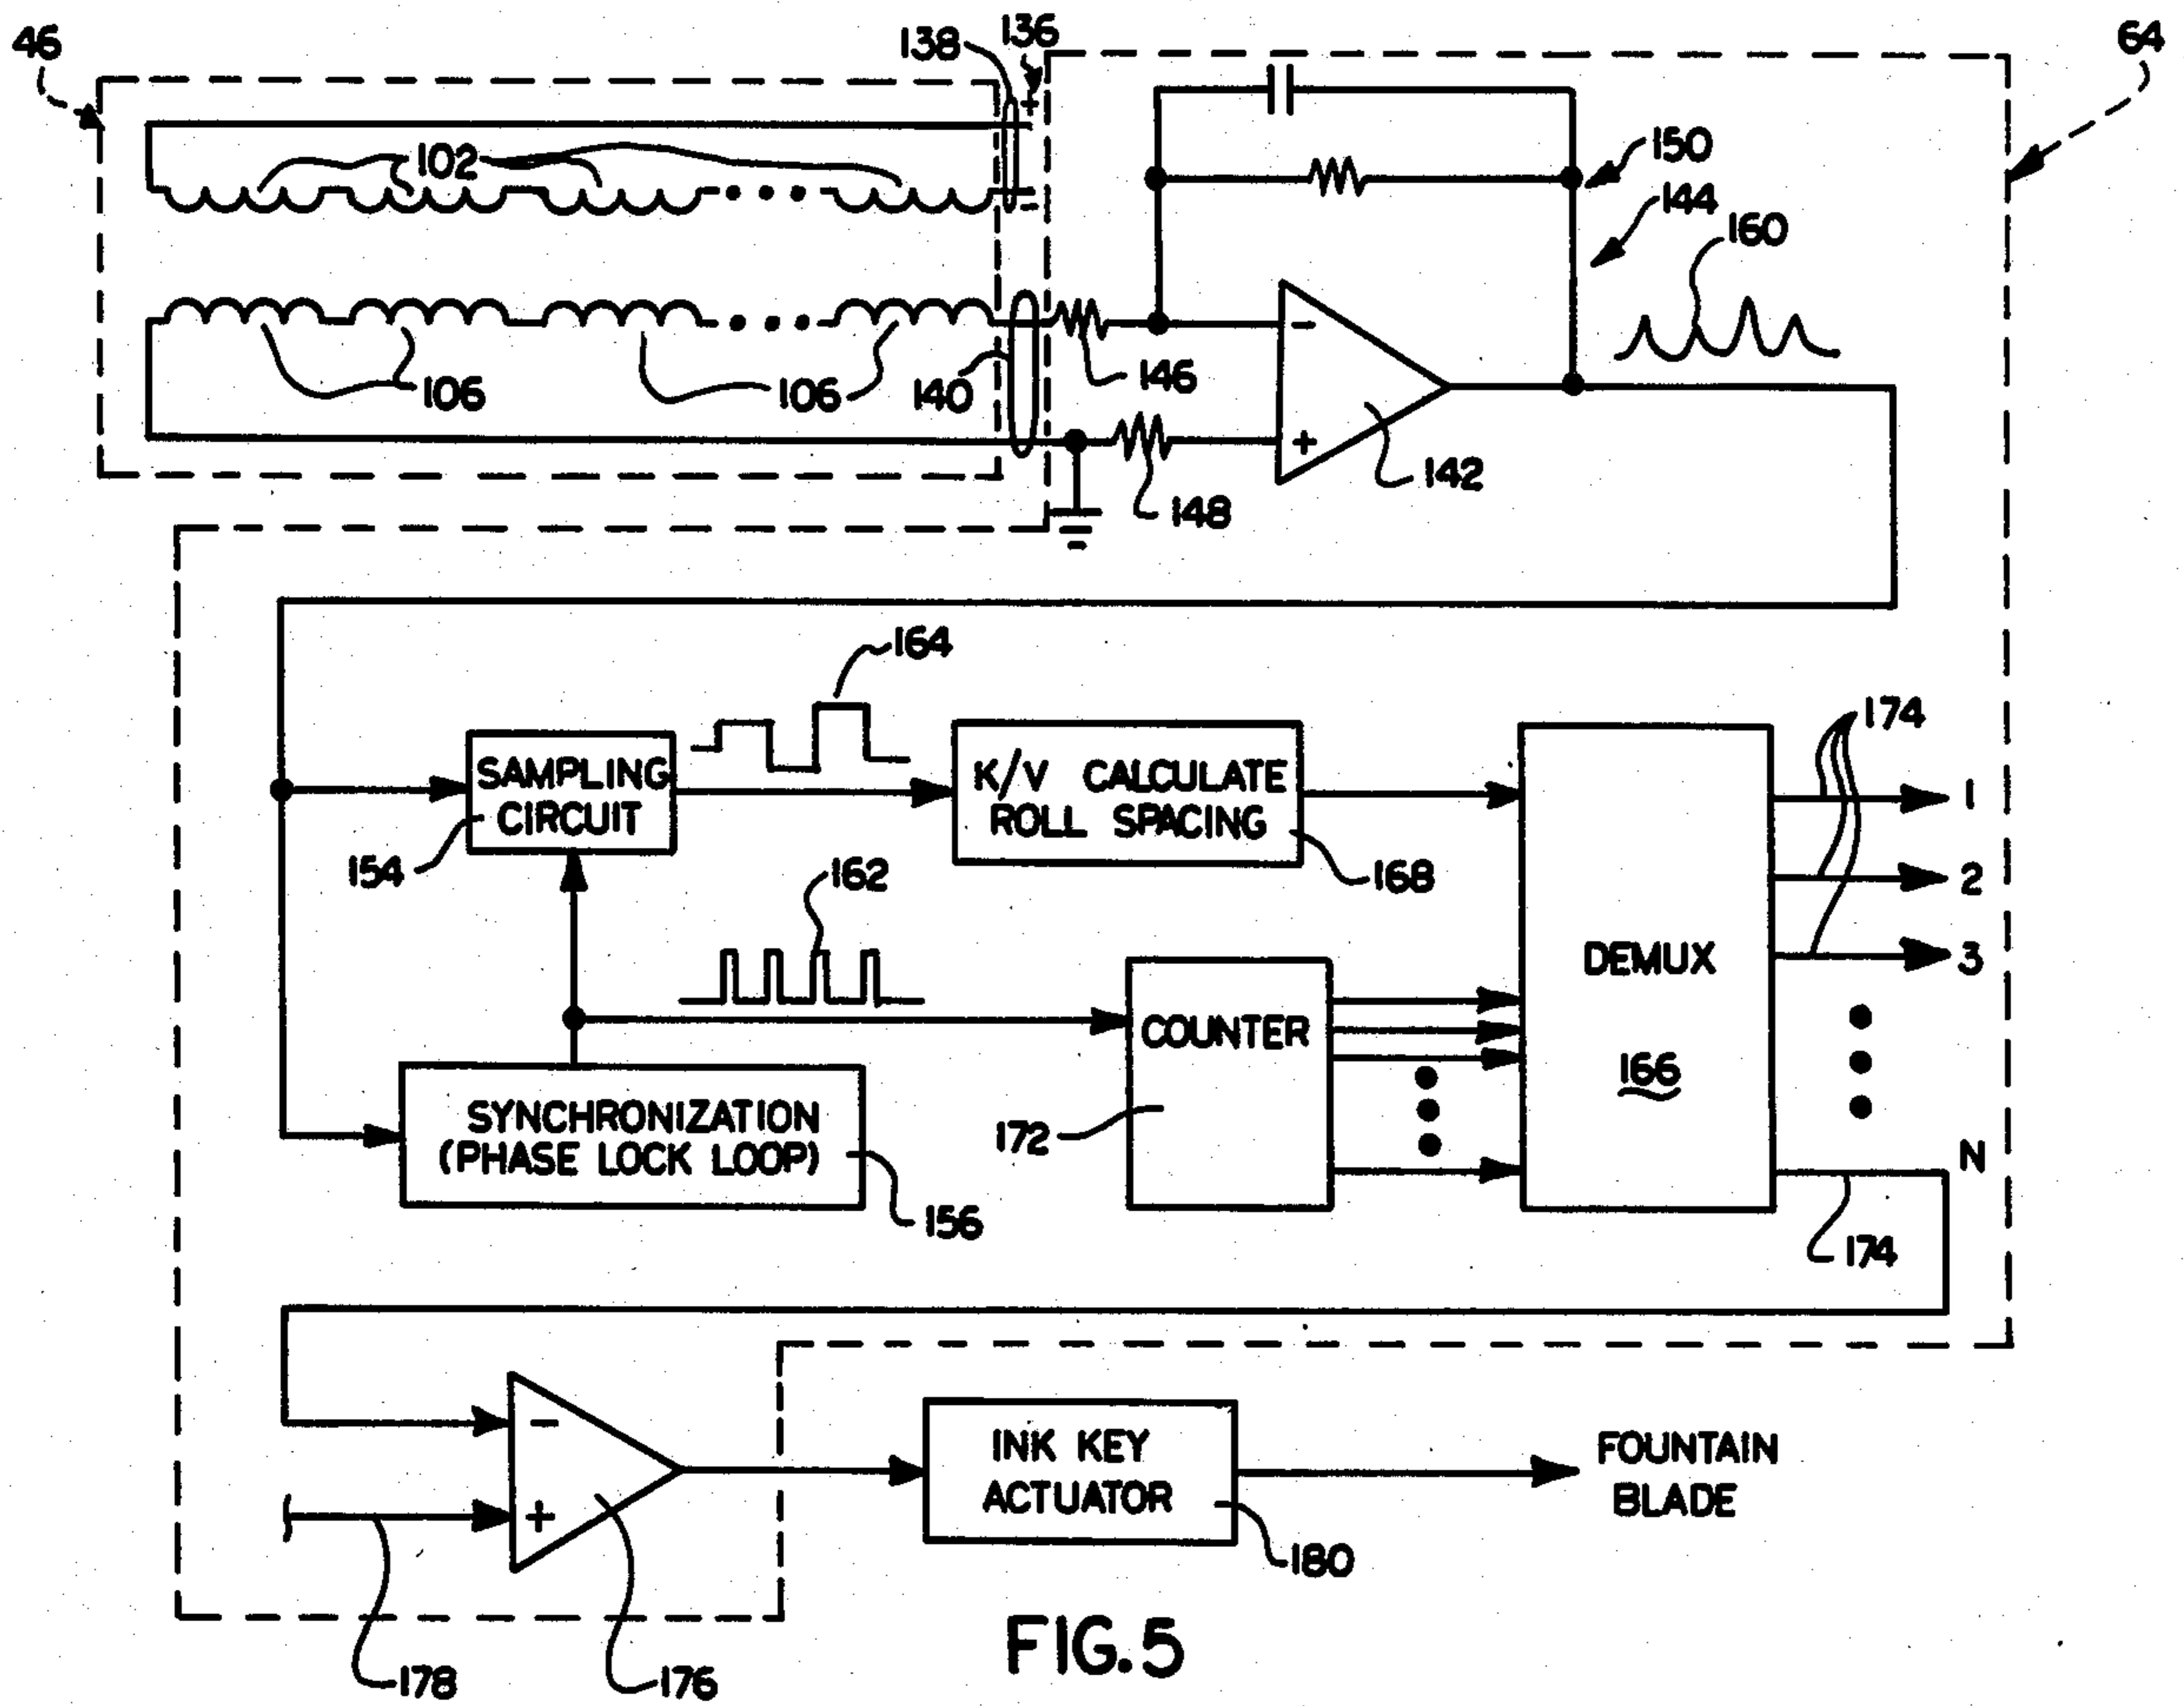 46
138
136
64
+
102
-
150
144
160
-
146
106
106
140
+
142
148
164
174
SAMPLING
CIRCUIT
K/V CALCULATE
ROLL SPACING
1
154
162
168
2
DEMUX
3
COUNTER
166
SYNCHRONIZATION
(PHASE LOCK LOOP)
172
N
156
174
-
INK KEY
ACTUATOR
FOUNTAIN
BLADE
+
180
FIG.5
178
176